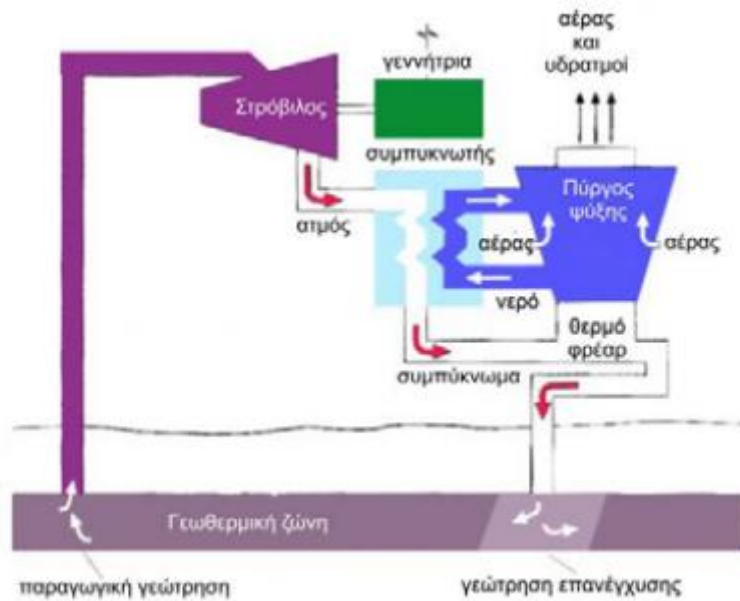 αέρας
και
υδρατμοί
γεννήτρια
Στρόβιλος
συμπυκνωτής
Πύργος
ψύξης
ατμός
αέρας
αέρας
νερό
θερμό
φρέαρ
συμπύκνωμα
Γεωθερμική ζώνη
παραγωγική γεώτρηση
γεώτρηση επανέγχυσης